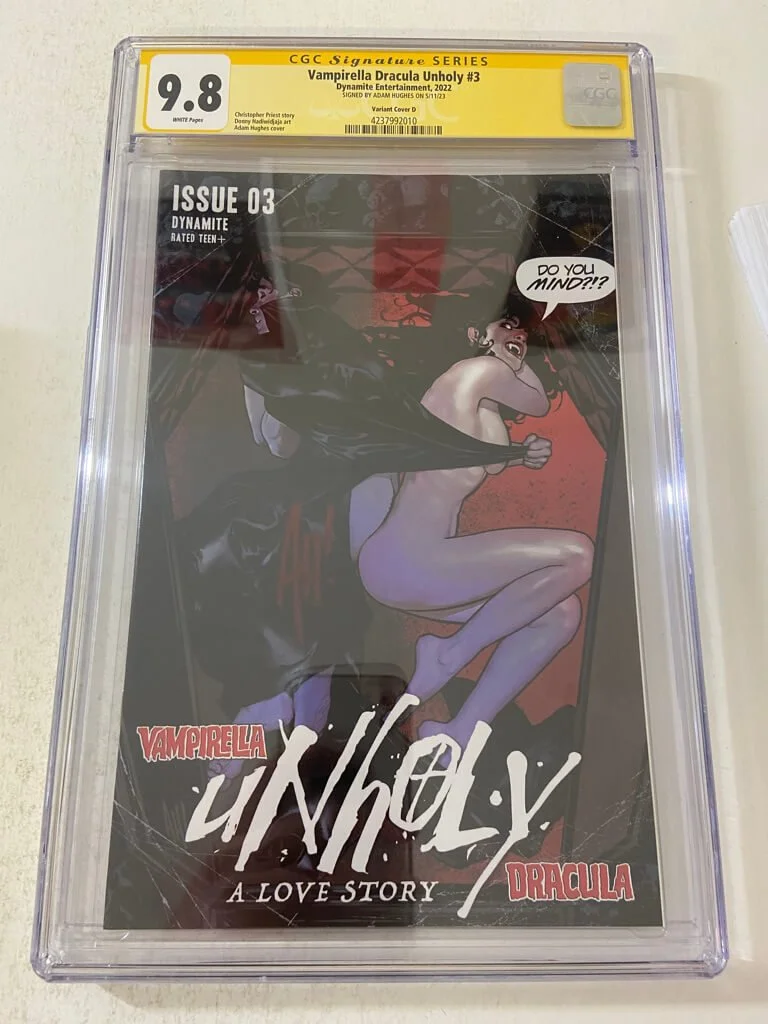 CGC Signature SERIES
Vampirella Dracula Unholy #3
Dynamite Entertainment, 2022
SIGNED BY ADAM HUGHES ON 5/11/23
Variant Cover D
4237992010
9.8
WHITE Pages
Christopher Priest story
Donny Hadiwidjaja art
Adam Hughes cover
CGC
ISSUE 03
DYNAMITE
RATED TEEN+
DO YOU
MIND?!?
VAMPIRELLA
uNhOLy
A LOVE STORY
DRACULA